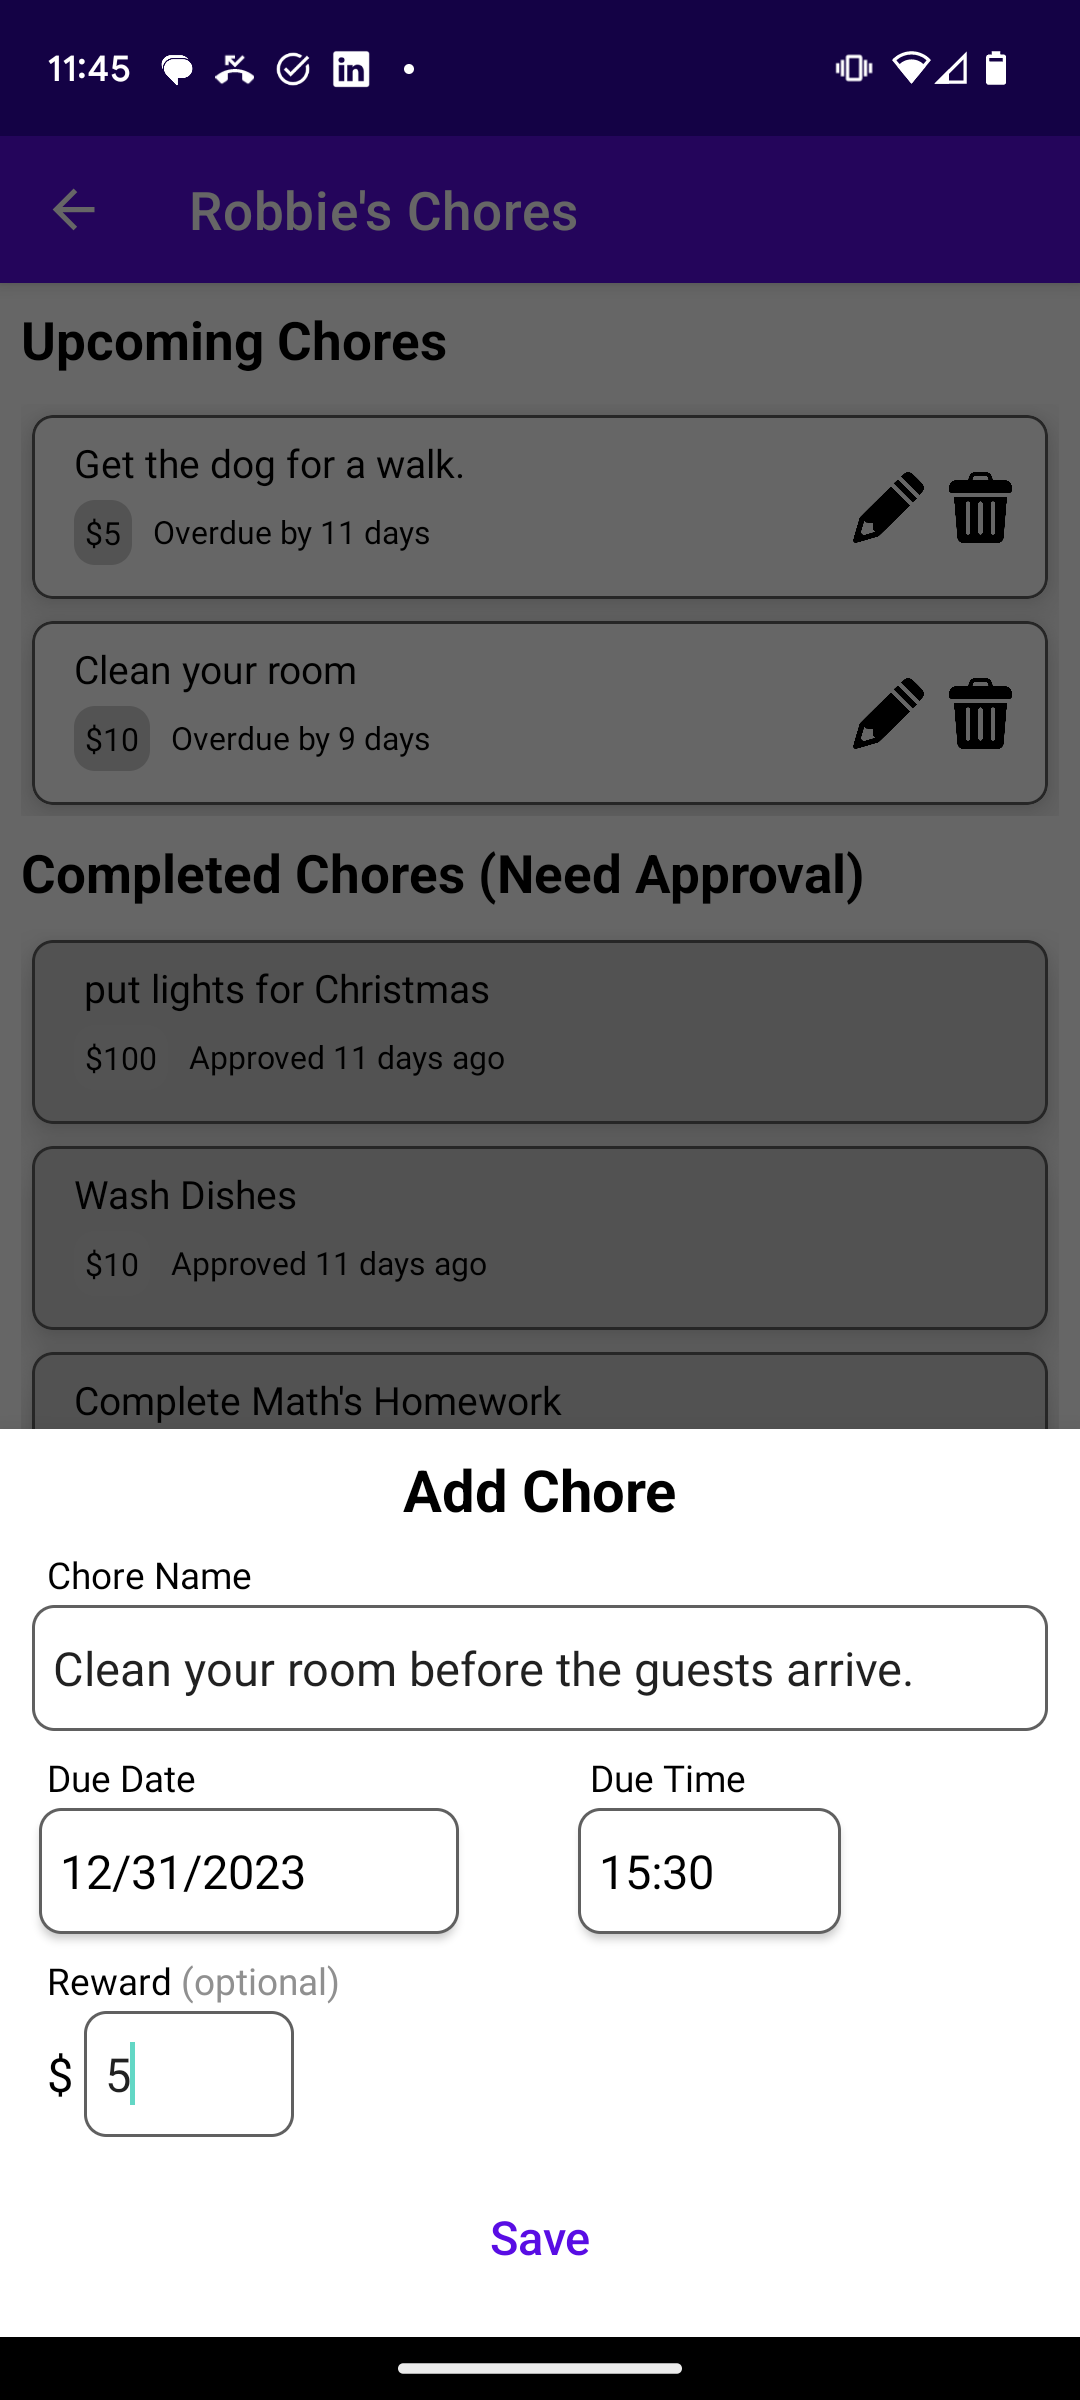 11:45
in
Robbie's Chores
Upcoming Chores
Get the dog for a walk.
$5 Overdue by 11 days
Clean your room
$10 Overdue by 9 days
Completed Chores (Need Approval)
put lights for Christmas
$100 Approved 11 days ago
Wash Dishes
$10 Approved 11 days ago
Complete Math's Homework
Add Chore
Chore Name
Clean your room before the guests arrive.
Due Date Due Time
12/31/2023 15:30
Reward (optional)
$ 5
Save